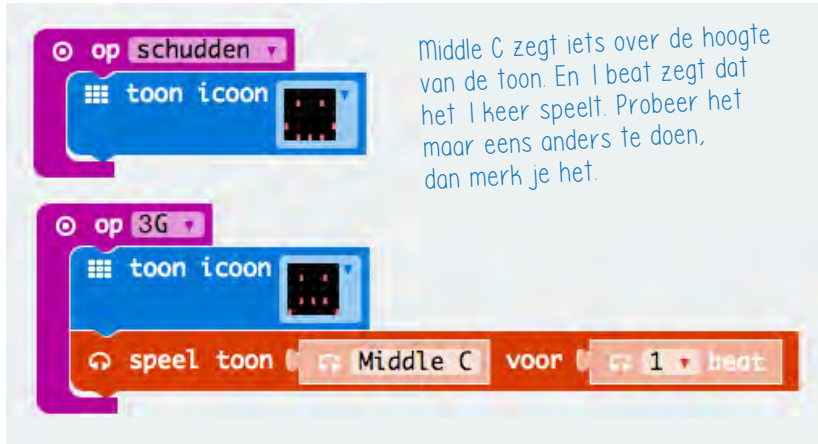 op schudden
toon icoon
Middle C zegt iets over de hoogte
van de toon. En 1 beat zegt dat
het 1 keer speelt. Probeer het
maar eens anders te doen,
dan merk je het.
op 3G
toon icoon
speel toon Middle C voor 1 beat